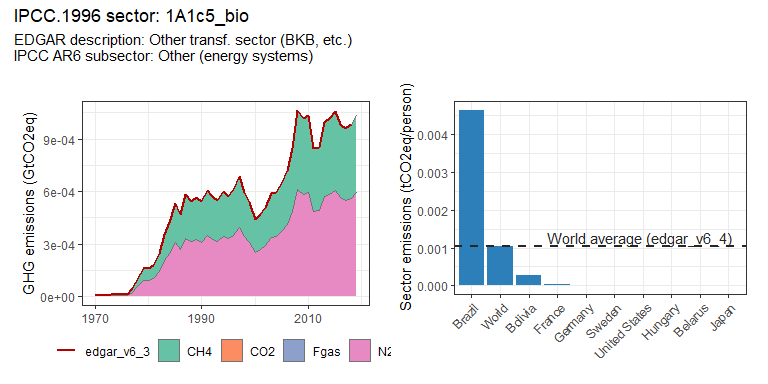 IPCC.1996 sector: 1A1c5_bio
EDGAR description: Other transf. sector (BKB, etc.)
IPCC AR6 subsector: Other (energy systems)
GHG emissions (GtCO2eq)
9e-04
6e-04
3e-04
0e+00
1970
1990
2010
edgar_v6_3
CH4
CO2
Fgas
N2
Sector emissions (tCO2eq/person)
0.004
0.003
0.002
0.001
0.000
World average (edgar_v6_4)
Brazil
World
Bolivia
France
Germany
Sweden
United States
Hungary
Belarus
Japan